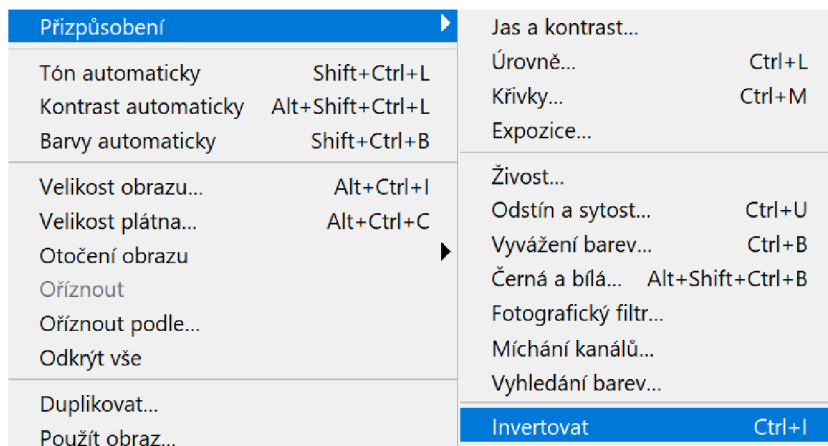 Přizpůsobení
Tón automaticky Shift+Ctrl+L
Kontrast automaticky Alt+Shift+Ctrl+L
Barvy automaticky Shift+Ctrl+B
Velikost obrazu... Alt+Ctrl+I
Velikost plátna... Alt+Ctrl+C
Otočení obrazu
Oříznout
Oříznout podle...
Odkrýt vše
Duplikovat...
Použít obraz...
Jas a kontrast...
Úrovně... Ctrl+L
Křivky... Ctrl+M
Expozice...
Živost...
Odstín a sytost... Ctrl+U
Vyvážení barev... Ctrl+B
Černá a bílá... Alt+Shift+Ctrl+B
Fotografický filtr...
Míchání kanálů...
Vyhledání barev...
Invertovat Ctrl+I